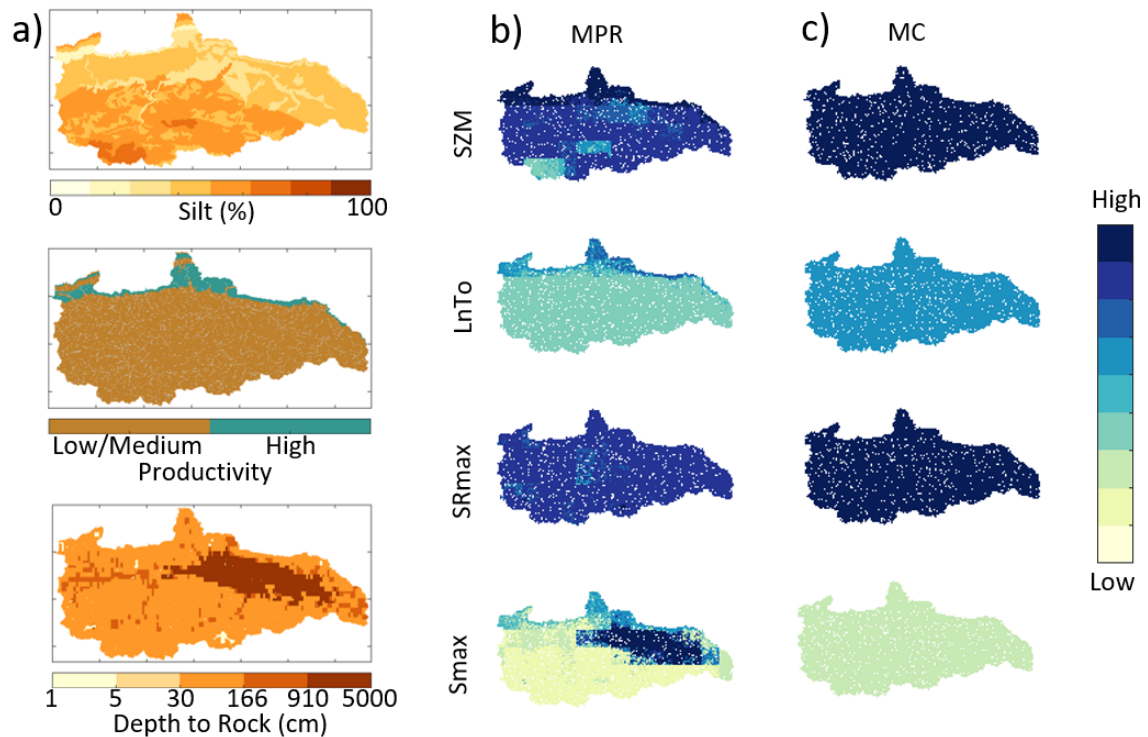 a)
0
100
Silt (%)
Low/Medium
High
Productivity
1
5
30
166
910
5000
Depth to Rock (cm)
b)
MPR
SZM
LnTo
SRmax
Smax
c)
MC
High
Low